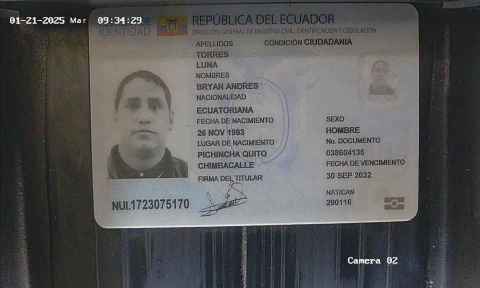 01-21-2025 Mar 09:34:29
REPÚBLICA DEL ECUADOR
DIRECCIÓN GENERAL DE REGISTRO CIVIL, IDENTIFICACIÓN Y CEDULACIÓN
IDENTIDAD
APELLIDOS
CONDICIÓN CIUDADANIA
TORRES
LUNA
NOMBRES
BRYAN ANDRES
NACIONALIDAD
ECUATORIANA
FECHA DE NACIMIENTO
26 NOV 1993
LUGAR DE NACIMIENTO
PICHINCHA QUITO
CHIMBACALLE
FIRMA DEL TITULAR
SEXO
HOMBRE
No. DOCUMENTO
038604135
FECHA DE VENCIMIENTO
30 SEP 2032
NAT/CAN
290116
NUI.1723075170
Camera 02